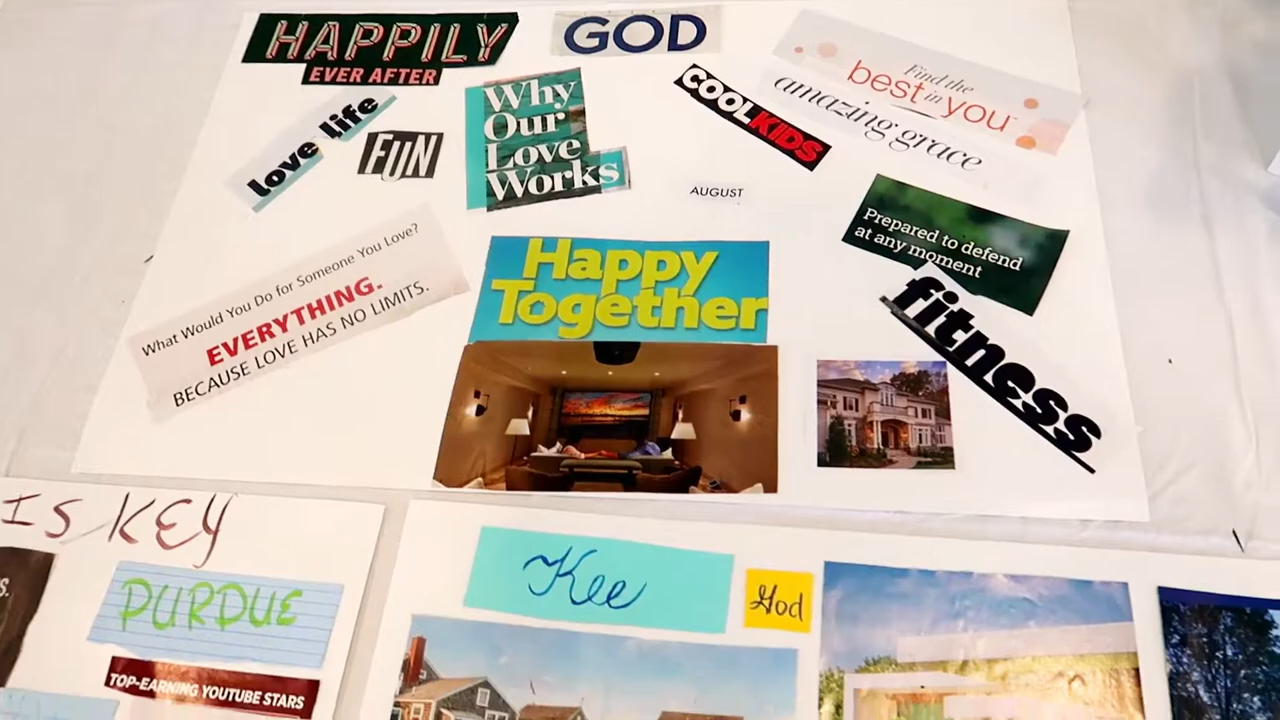 HAPPILY
EVER AFTER
GOD
Find the
best in you
amazing grace
COOL KIDS
love life
FUN
Why
Our
Love
Works
AUGUST
Prepared to defend
at any moment
fitness
What Would You Do for Someone You Love?
EVERYTHING.
BECAUSE LOVE HAS NO LIMITS.
Happy
Together
IS KEY
PURDUE
TOP-EARNING YOUTUBE STARS
Kee
God